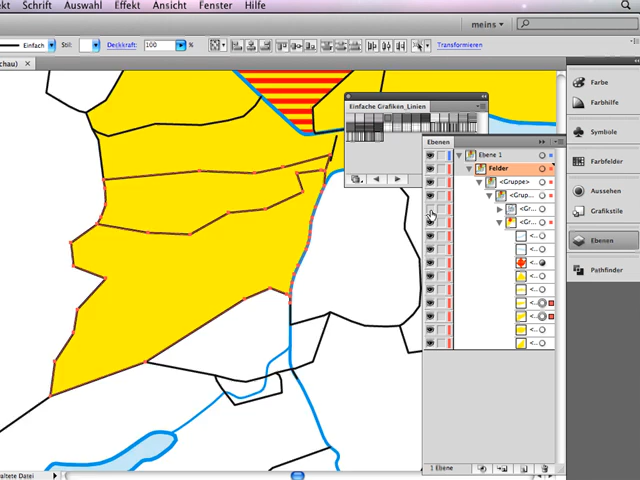 kt Schrift Auswahl Effekt Ansicht Fenster Hilfe
meins
Einfach Stil: Deckkraft: 100 % Transformieren
chau)
Einfache Grafiken_Linien
Farbe
Farbhilfe
Symbole
Farbfelder
Aussehen
Grafikstile
Ebenen
Pathfinder
Ebenen
Ebene 1
Felder
<Gruppe>
<Grup...
<Gr...
<Gr...
<...
<...
<...
<...
<...
<...
<...
<...
<...
1 Ebene
altete Datei